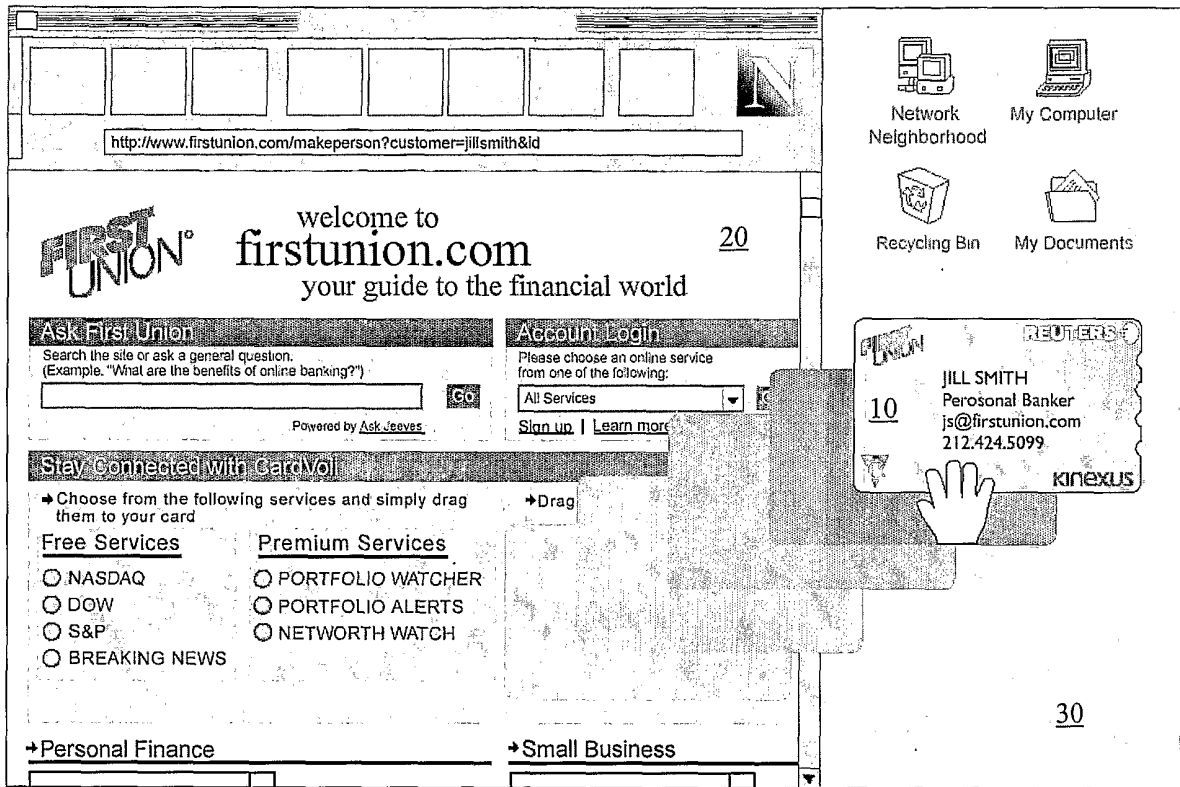 N
http://www.firstunion.com/makeperson?customer=jillsmith&id
FIRST
UNION
welcome to
firstunion.com
your guide to the financial world
20
Ask First Union
Search the site or ask a general question.
(Example. "What are the benefits of online banking?")
Go
Powered by Ask Jeeves
Account Login
Please choose an online service
from one of the following:
All Services
Sign up | Learn more
Stay Connected with CardVoli
Choose from the following services and simply drag
them to your card
Drag
Free Services
NASDAQ
DOW
S&P
BREAKING NEWS
Premium Services
PORTFOLIO WATCHER
PORTFOLIO ALERTS
NETWORTH WATCH
Personal Finance
Small Business
Network
Neighborhood
My Computer
Recycling Bin
My Documents
FIRST
UNION
REUTERS
JILL SMITH
Perosonal Banker
js@firstunion.com
212.424.5099
10
KINEXUS
30